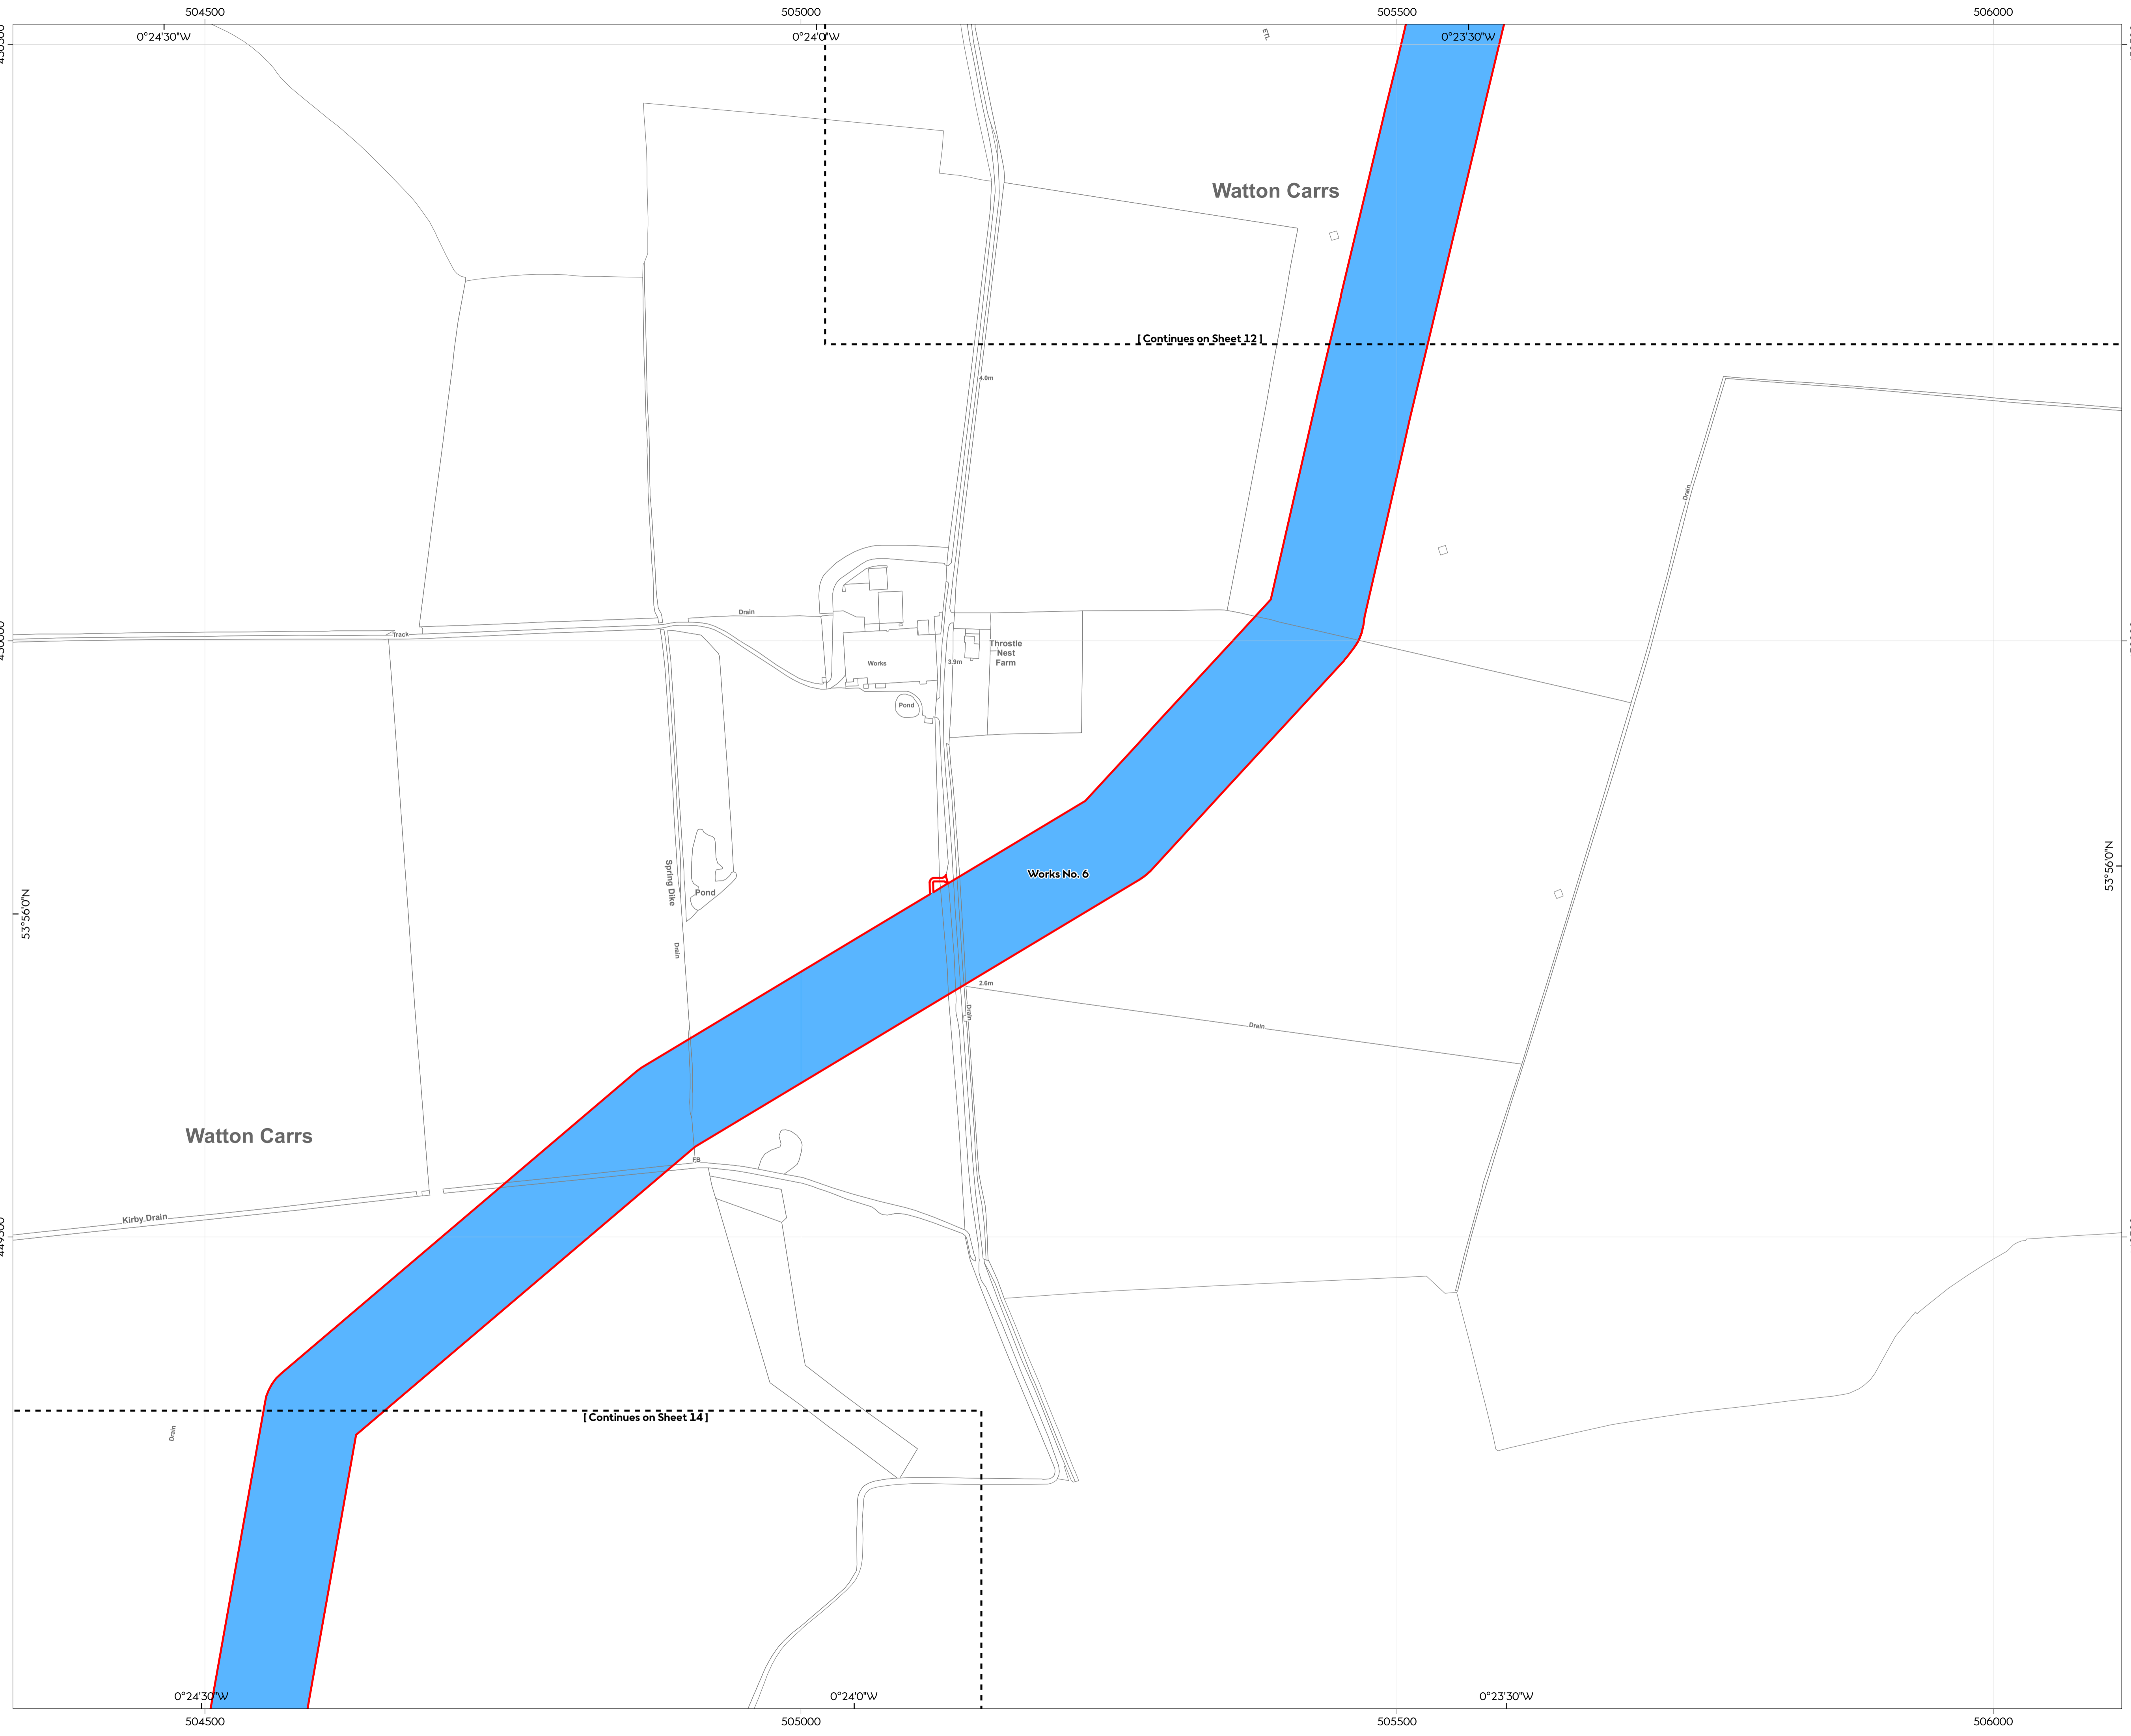 504500
505000
505500
506000
0°24'30"W
0°24'0"W
ETL
0°23'30"W
Watton Carrs
[ Continues on Sheet 12 ]
4.0m
Drain
Drain
Track
Throstle
Nest
Farm
Works
3.9m
Pond
53°56'0"N
Works No. 6
Spring Dike
Pond
53°56'0"N
Drain
2.6m
Drain
Drain
Watton Carrs
FB
Kirby Drain
[ Continues on Sheet 14 ]
Drain
0°24'30"W
0°24'0"W
0°23'30"W
504500
505000
505500
506000